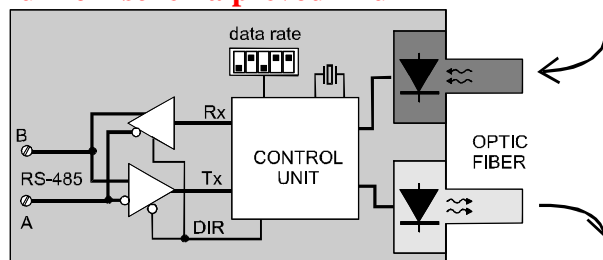 data rate
B
Rx
RS-485
CONTROL
UNIT
OPTIC
FIBER
Tx
A
DIR